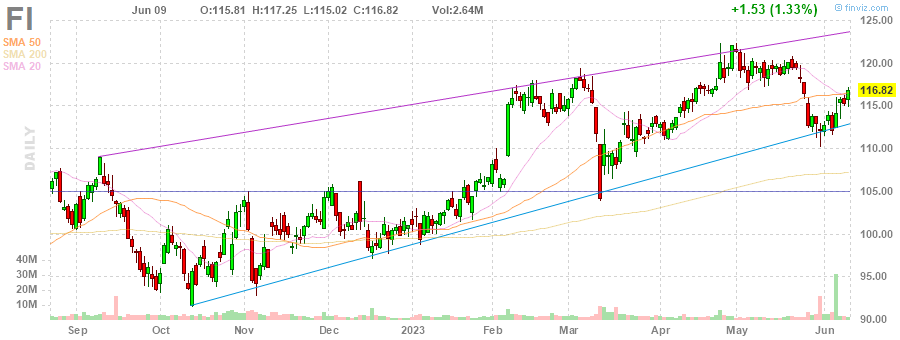 FI
Jun 09 O:115.81 H:117.25 L:115.02 C:116.82 Vol:2.64M +1.53 (1.33%)
© finviz.com
SMA 50
SMA 200
SMA 20
DAILY
125.00
120.00
116.82
115.00
110.00
105.00
100.00
95.00
90.00
40M
30M
20M
10M
Sep Oct Nov Dec 2023 Feb Mar Apr May Jun